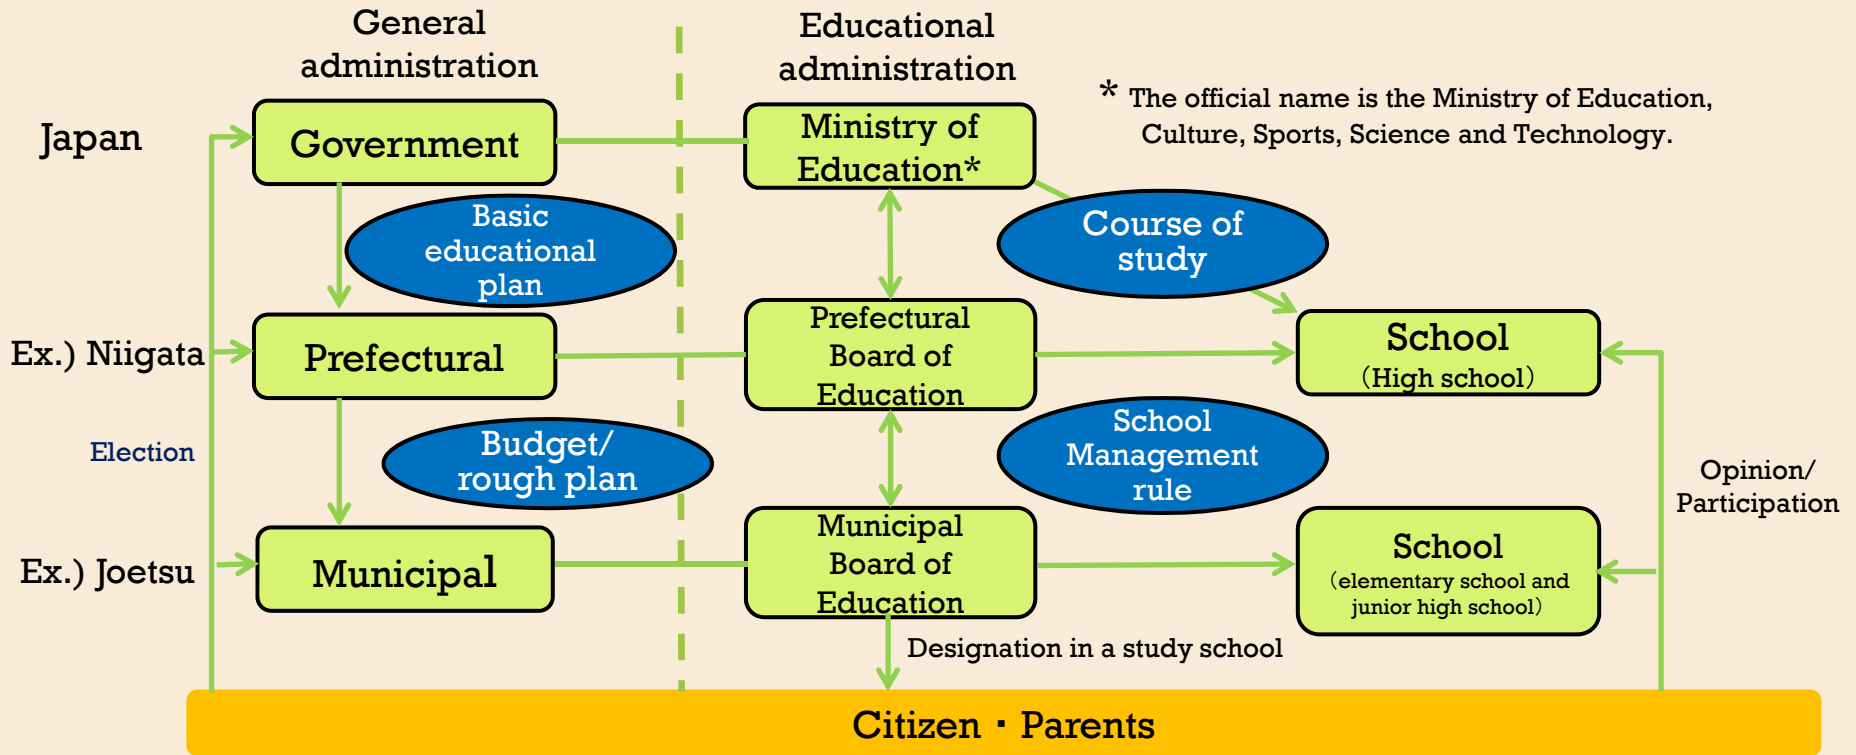 General
administration
Educational
administration
* The official name is the Ministry of Education,
Culture, Sports, Science and Technology.
Japan
Government
Ministry of
Education*
Basic
educational
plan
Course of
study
Ex.) Niigata
Prefectural
Prefectural
Board of
Education
School
（High school）
Election
Budget/
rough plan
School
Management
rule
Opinion/
Participation
Ex.) Joetsu
Municipal
Municipal
Board of
Education
School
（elementary school and
junior high school）
Designation in a study school
Citizen・Parents